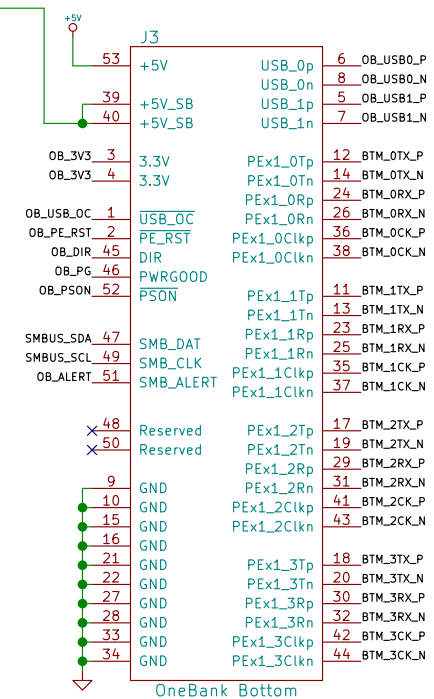 +5V
J3
53 +5V USB_0p 6 OB_USB0_P
USB_0n 8 OB_USB0_N
39 +5V_SB USB_1p 5 OB_USB1_P
40 +5V_SB USB_1n 7 OB_USB1_N
OB_3V3 3 3.3V PEx1_0Tp 12 BTM_0TX_P
OB_3V3 4 3.3V PEx1_0Tn 14 BTM_0TX_N
PEx1_0Rp 24 BTM_0RX_P
OB_USB_OC 1 USB_OC PEx1_0Rn 26 BTM_0RX_N
OB_PE_RST 2 PE_RST PEx1_0Clkp 36 BTM_0CK_P
OB_DIR 45 DIR PEx1_0Clkn 38 BTM_0CK_N
OB_PG 46 PWRGOOD
OB_PSON 52 PSON PEx1_1Tp 11 BTM_1TX_P
PEx1_1Tn 13 BTM_1TX_N
SMBUS_SDA 47 SMB_DAT PEx1_1Rp 23 BTM_1RX_P
SMBUS_SCL 49 SMB_CLK PEx1_1Rn 25 BTM_1RX_N
OB_ALERT 51 SMB_ALERT PEx1_1Clkp 35 BTM_1CK_P
PEx1_1Clkn 37 BTM_1CK_N
48 Reserved PEx1_2Tp 17 BTM_2TX_P
50 Reserved PEx1_2Tn 19 BTM_2TX_N
PEx1_2Rp 29 BTM_2RX_P
9 GND PEx1_2Rn 31 BTM_2RX_N
10 GND PEx1_2Clkp 41 BTM_2CK_P
15 GND PEx1_2Clkn 43 BTM_2CK_N
16 GND
21 GND PEx1_3Tp 18 BTM_3TX_P
22 GND PEx1_3Tn 20 BTM_3TX_N
27 GND PEx1_3Rp 30 BTM_3RX_P
28 GND PEx1_3Rn 32 BTM_3RX_N
33 GND PEx1_3Clkp 42 BTM_3CK_P
34 GND PEx1_3Clkn 44 BTM_3CK_N
OneBank Bottom